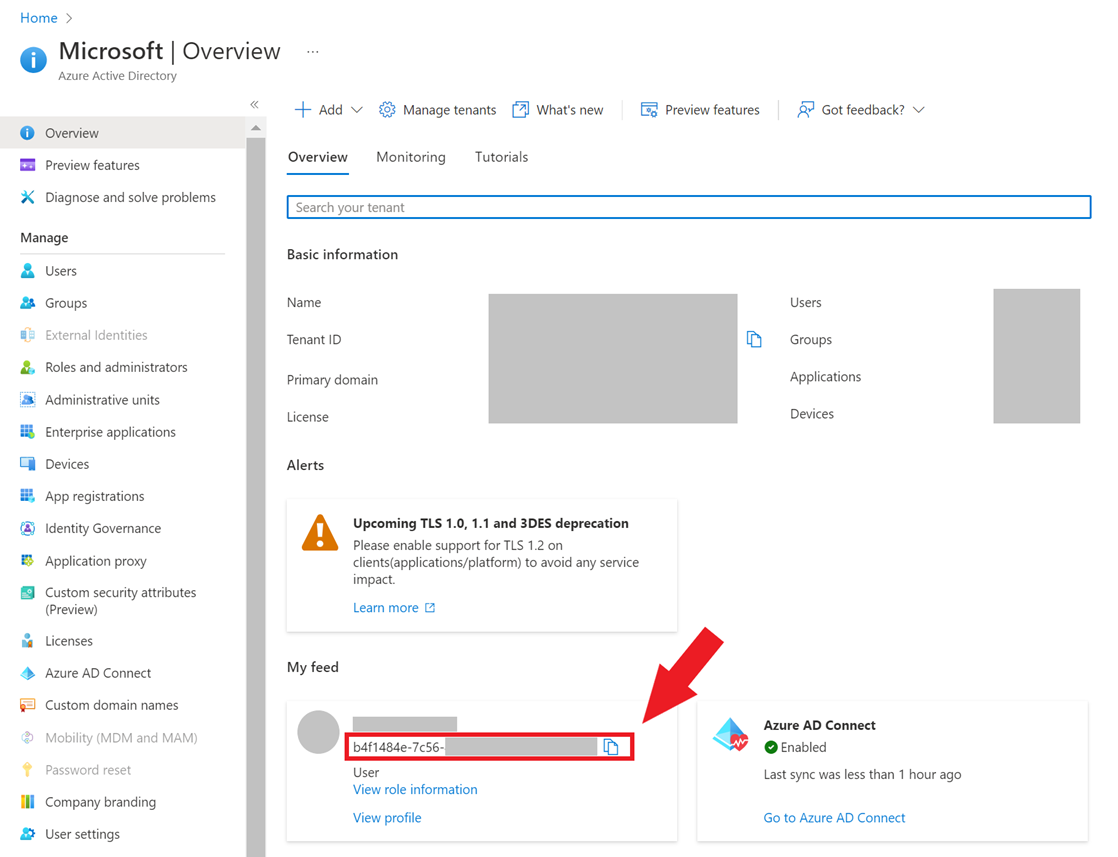 Home
Microsoft | Overview
Azure Active Directory
Overview
Preview features
Diagnose and solve problems
Manage
Users
Groups
External Identities
Roles and administrators
Administrative units
Enterprise applications
Devices
App registrations
Identity Governance
Application proxy
Custom security attributes
(Preview)
Licenses
Azure AD Connect
Custom domain names
Mobility (MDM and MAM)
Password reset
Company branding
User settings
Add
Manage tenants
What's new
Preview features
Got feedback?
Overview
Monitoring
Tutorials
Search your tenant
Basic information
Name
Tenant ID
Primary domain
License
Users
Groups
Applications
Devices
Alerts
Upcoming TLS 1.0, 1.1 and 3DES deprecation
Please enable support for TLS 1.2 on
clients(applications/platform) to avoid any service
impact.
Learn more
My feed
b4f1484e-7c56-
User
View role information
View profile
Azure AD Connect
Enabled
Last sync was less than 1 hour ago
Go to Azure AD Connect